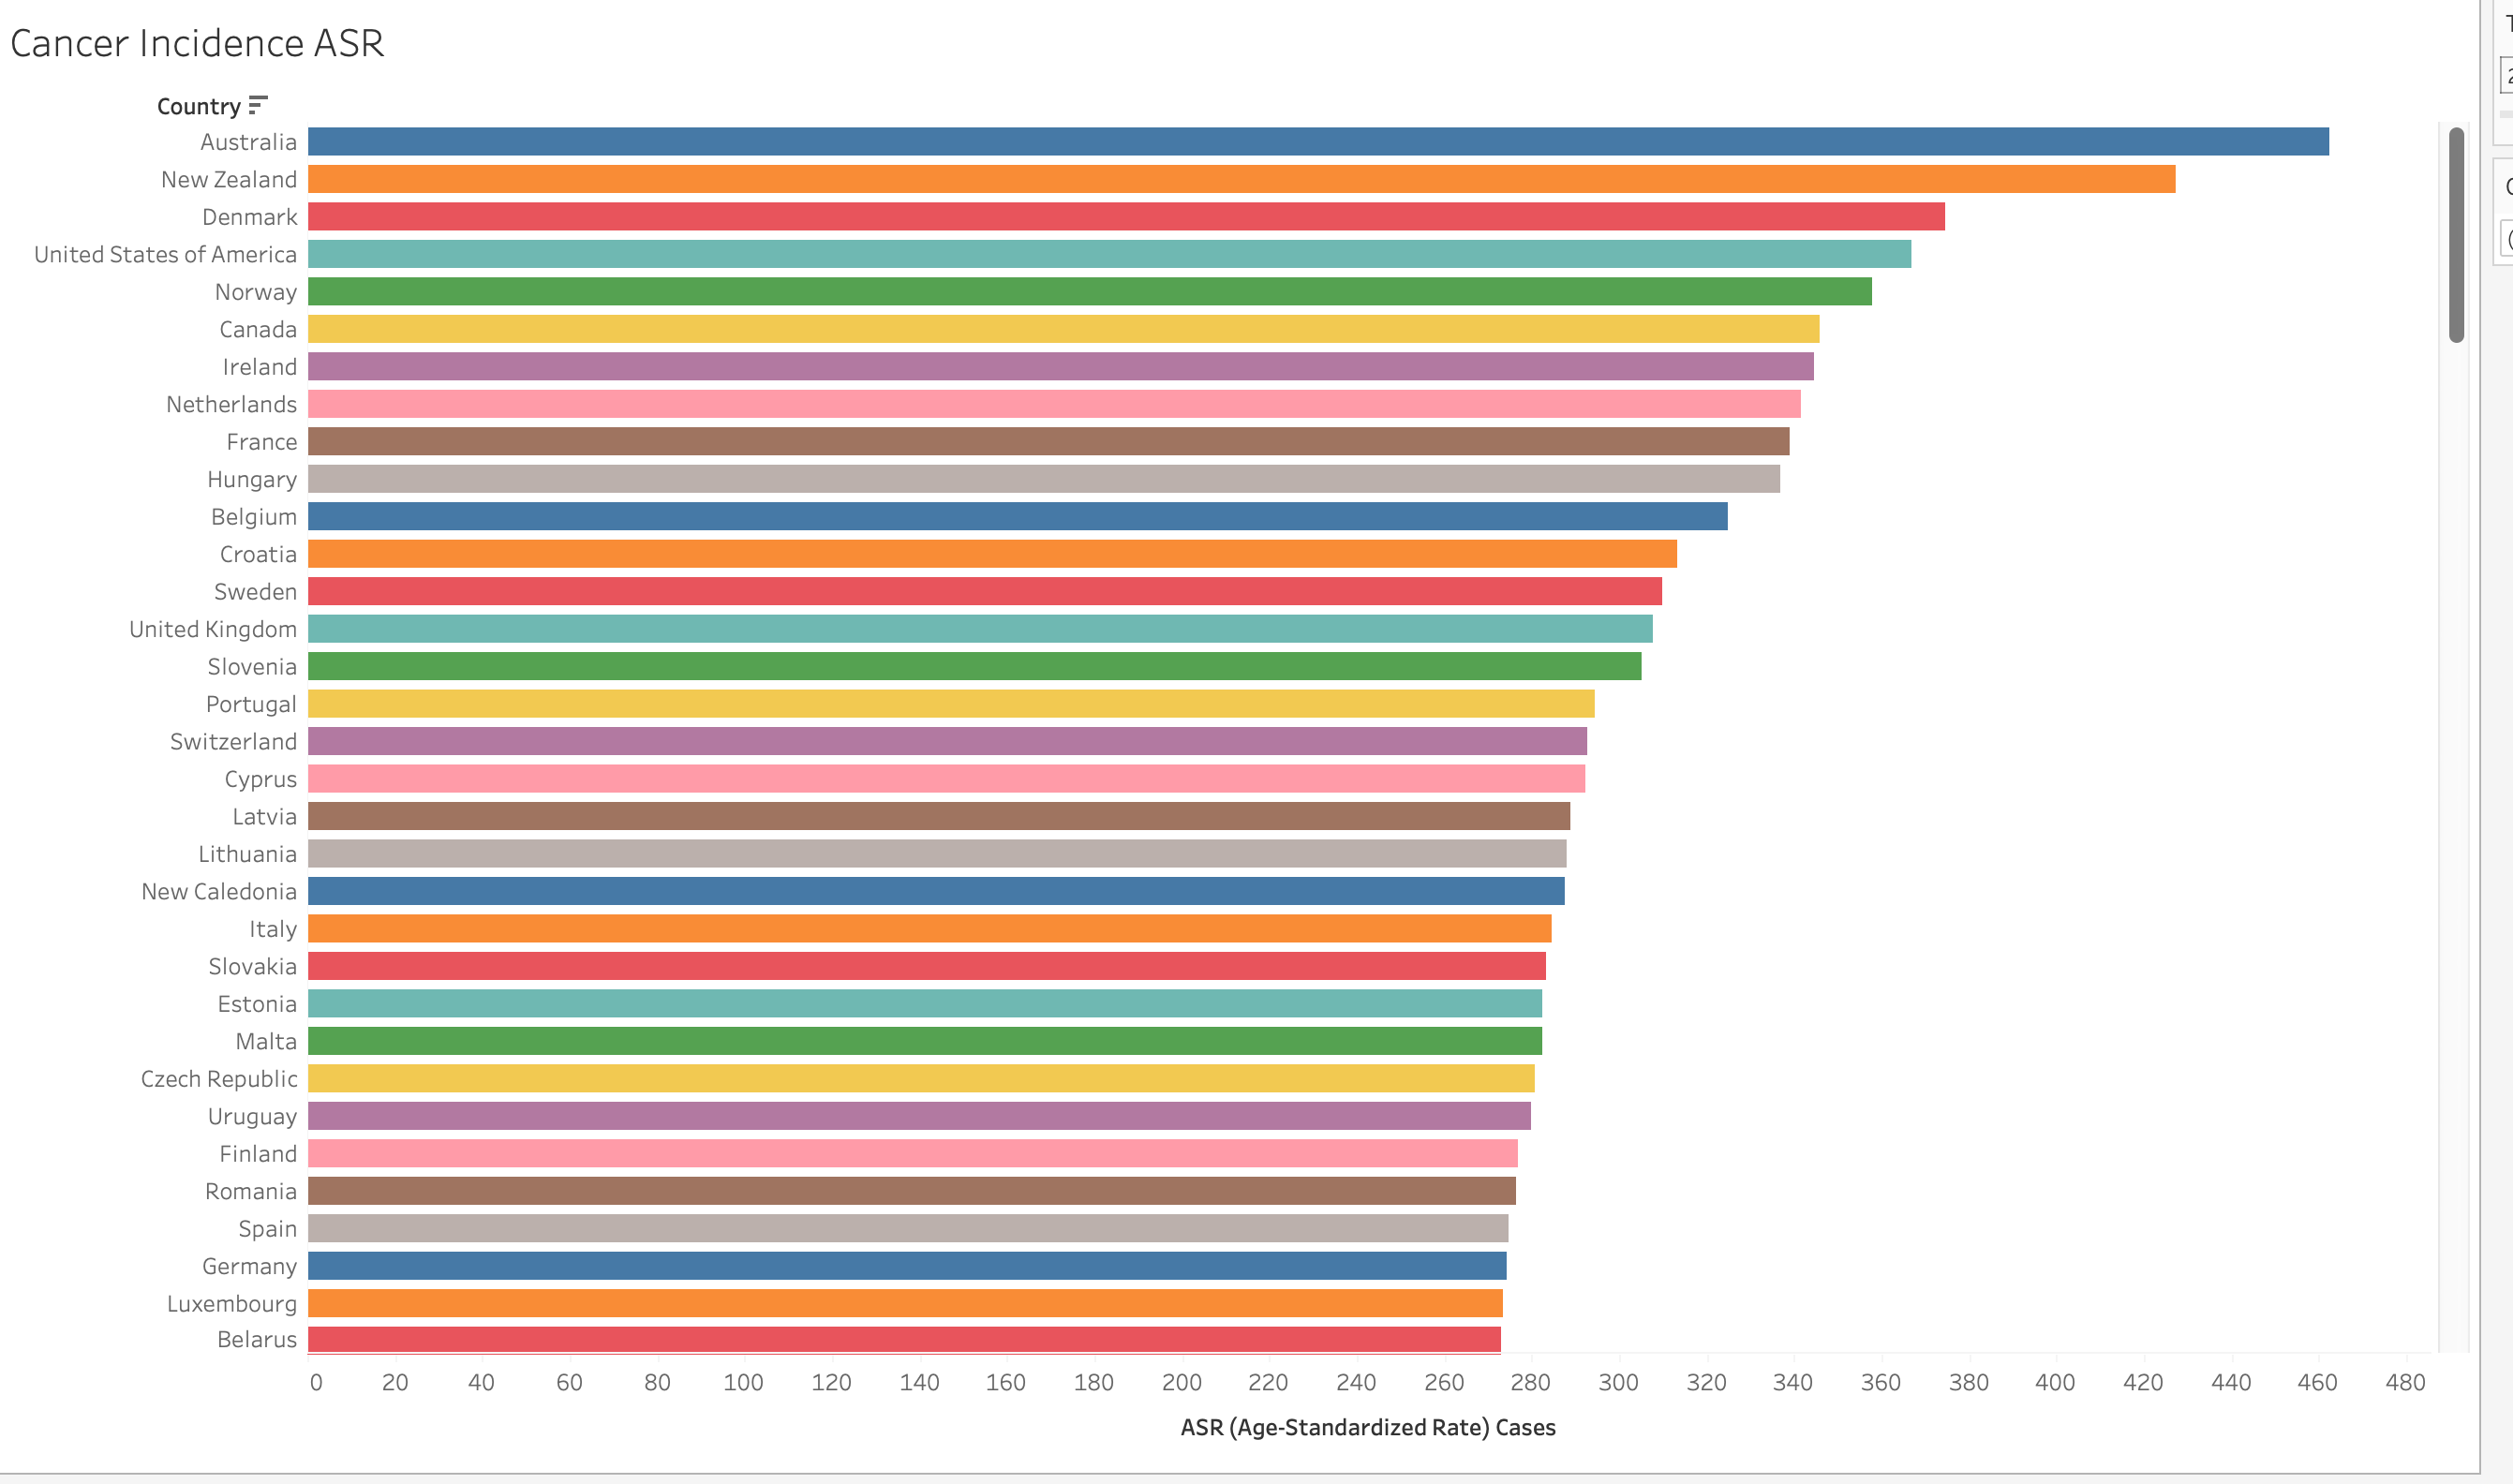 Cancer Incidence ASR
Country
Australia
New Zealand
Denmark
United States of America
Norway
Canada
Ireland
Netherlands
France
Hungary
Belgium
Croatia
Sweden
United Kingdom
Slovenia
Portugal
Switzerland
Cyprus
Latvia
Lithuania
New Caledonia
Italy
Slovakia
Estonia
Malta
Czech Republic
Uruguay
Finland
Romania
Spain
Germany
Luxembourg
Belarus
0 20 40 60 80 100 120 140 160 180 200 220 240 260 280 300 320 340 360 380 400 420 440 460 480
ASR (Age-Standardized Rate) Cases